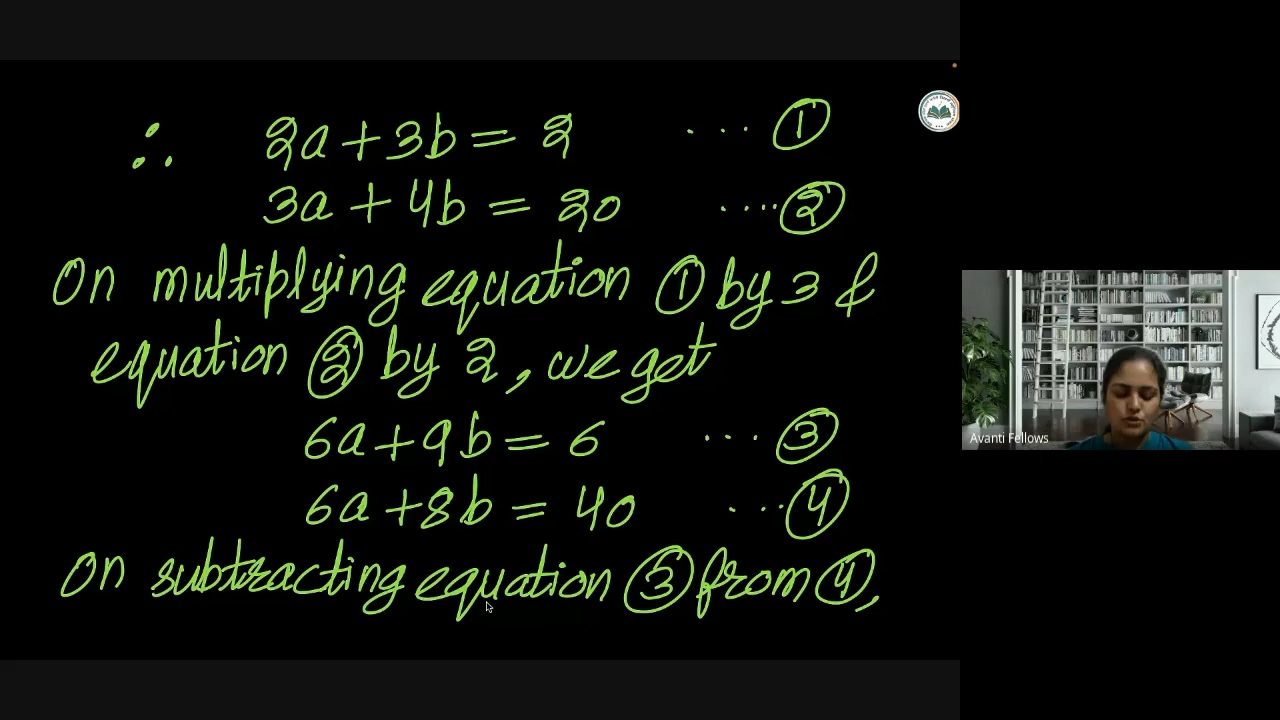 ∴ 2a + 3b = 2 ... ①
3a + 4b = 20 .... ②
On multiplying equation ① by 3 &
equation ② by 2, we get
6a + 9b = 6 ... ③
6a + 8b = 40 ... ④
On subtracting equation ③ from ④,
Avanti Fellows